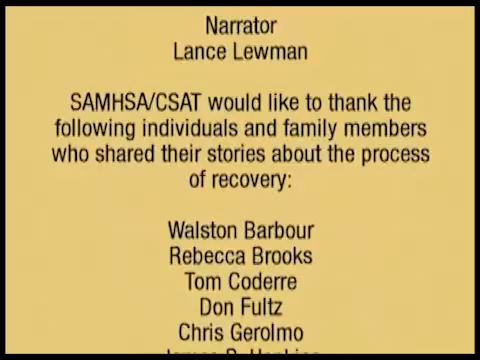 Narrator
Lance Lewman
SAMHSA/CSAT would like to thank the
following individuals and family members
who shared their stories about the process
of recovery:
Walston Barbour
Rebecca Brooks
Tom Coderre
Don Fultz
Chris Gerolmo